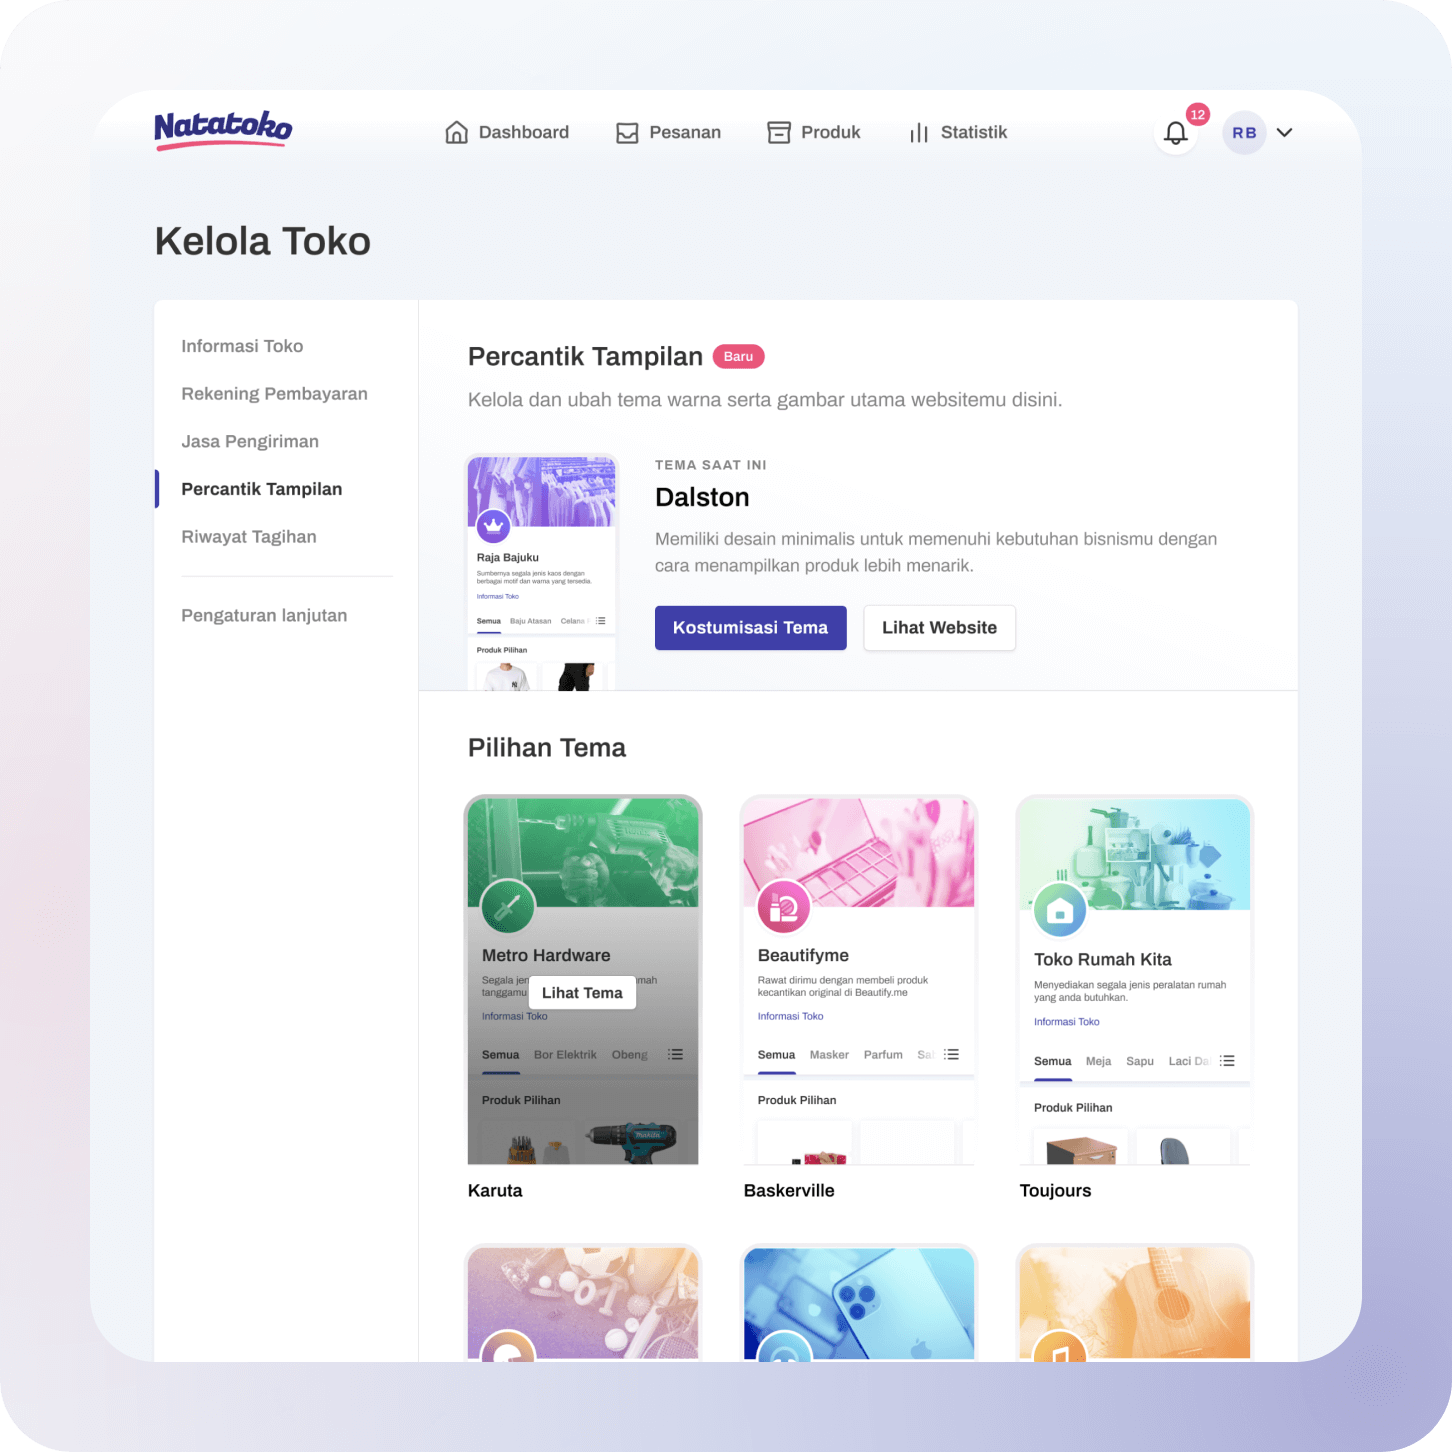 Natatoko
Dashboard
Pesanan
Produk
Statistik
12
RB
Kelola Toko
Informasi Toko
Rekening Pembayaran
Jasa Pengiriman
Percantik Tampilan
Riwayat Tagihan
Pengaturan lanjutan
Percantik Tampilan Baru
Kelola dan ubah tema warna serta gambar utama websitemu disini.
Raja Bajuku
Sumbernya segala jenis kaos dengan
berbagai motif dan warna yang tersedia.
Informasi Toko
Semua Baju Atasan Celana
Produk Pilihan
TEMA SAAT INI
Dalston
Memiliki desain minimalis untuk memenuhi kebutuhan bisnismu dengan
cara menampilkan produk lebih menarik.
Kostumisasi Tema
Lihat Website
Pilihan Tema
Metro Hardware
Segala
tanggamu
Lihat Tema
Informasi Toko
Semua Bor Elektrik Obeng
Produk Pilihan
Karuta
Beautifyme
Rawat dirimu dengan membeli produk
kecantikan original di Beautify.me
Informasi Toko
Semua Masker Parfum
Produk Pilihan
Baskerville
Toko Rumah Kita
Menyediakan segala jenis peralatan rumah
yang anda butuhkan.
Informasi Toko
Semua Meja Sapu Laci
Produk Pilihan
Toujours